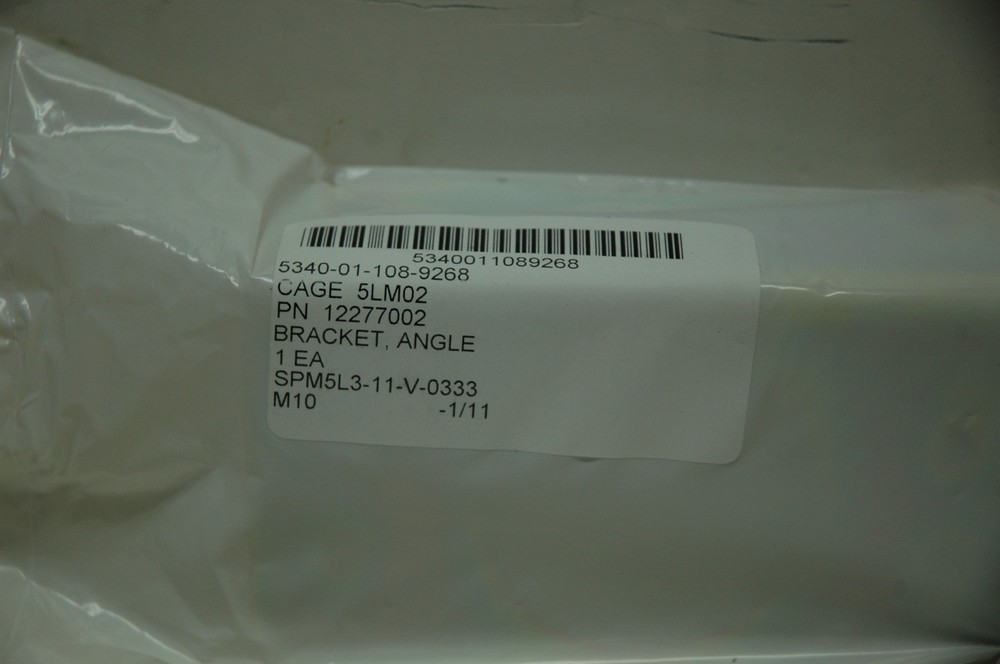 5340011089268
5340-01-108-9268
CAGE 5LM02
PN 12277002
BRACKET, ANGLE
1 EA
SPM5L3-11-V-0333
M10 -1/11